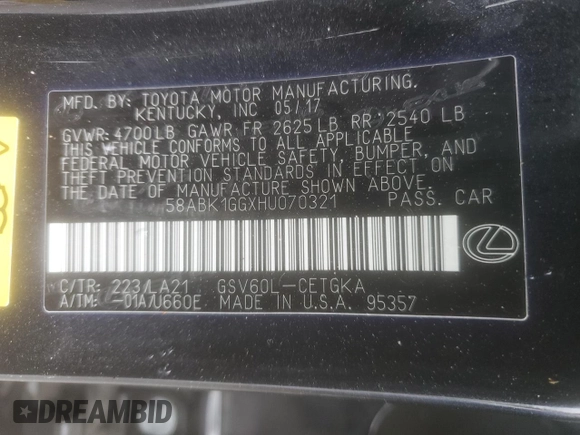 MFD. BY: TOYOTA MOTOR MANUFACTURING,
KENTUCKY, INC 05/17
GVWR: 4700LB GAWR FR 2625 LB RR 2540 LB
THIS VEHICLE CONFORMS TO ALL APPLICABLE
FEDERAL MOTOR VEHICLE SAFETY, BUMPER, AND
THEFT PREVENTION STANDARDS IN EFFECT ON
THE DATE OF MANUFACTURE SHOWN ABOVE.
58ABK1GGXHU070321 PASS. CAR
C/TR: 223/LA21 GSV60L-CETGKA
A/TM: -01A/U660E MADE IN U.S.A. 95357
DREAMBID